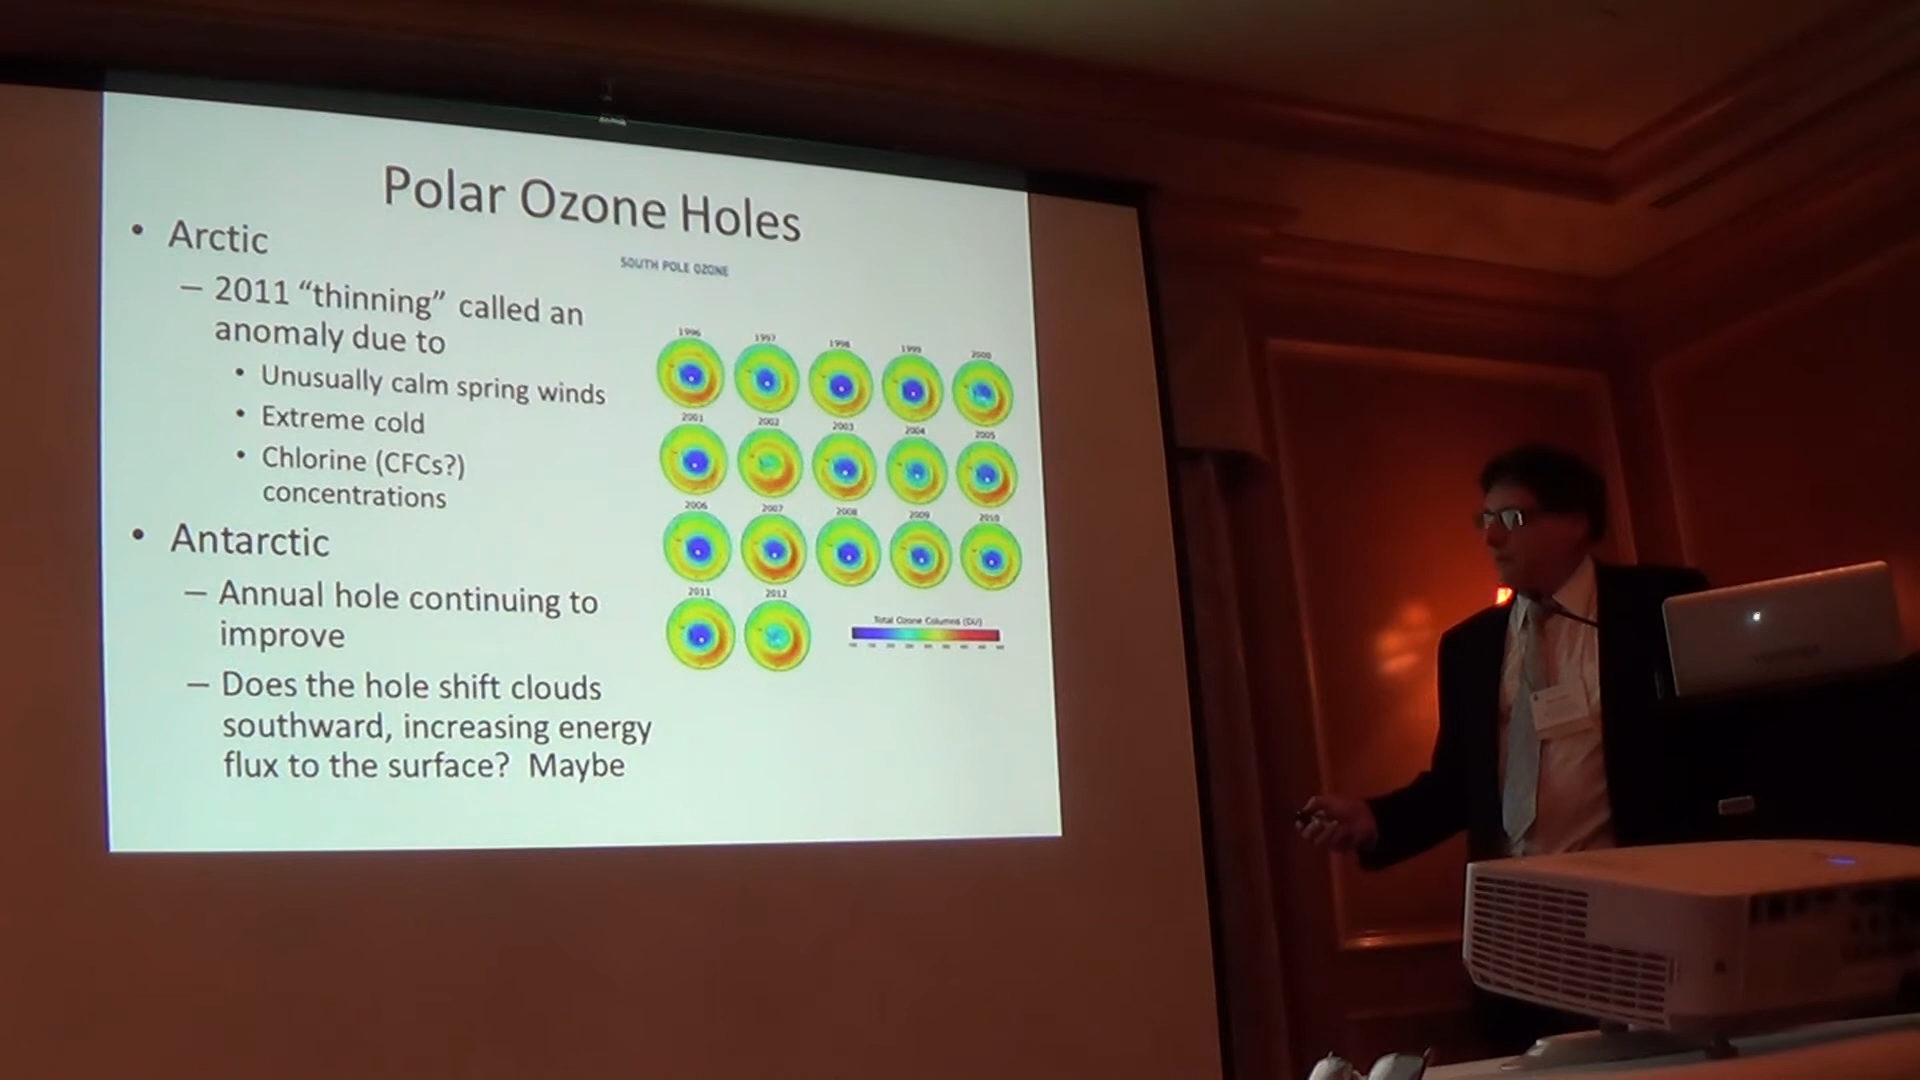 Polar Ozone Holes
• Arctic
– 2011 “thinning” called an
anomaly due to
• Unusually calm spring winds
• Extreme cold
• Chlorine (CFCs?)
concentrations
• Antarctic
– Annual hole continuing to
improve
– Does the hole shift clouds
southward, increasing energy
flux to the surface?  Maybe
SOUTH POLE OZONE
1996 1997 1998 1999 2000
2001 2002 2003 2004 2005
2006 2007 2008 2009 2010
2011 2012
Total Ozone Columns (DU)